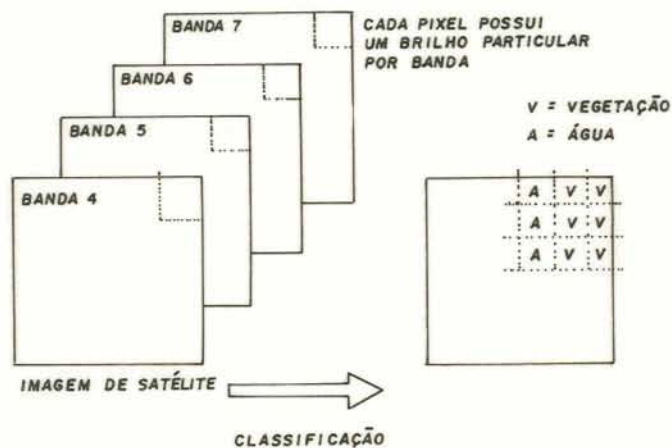 BANDA 7
CADA PIXEL POSSUI
UM BRILHO PARTICULAR
POR BANDA
BANDA 6
BANDA 5
BANDA 4
V = VEGETAÇÃO
A = ÁGUA
A V V
A V V
A V V
IMAGEM DE SATÉLITE
CLASSIFICAÇÃO